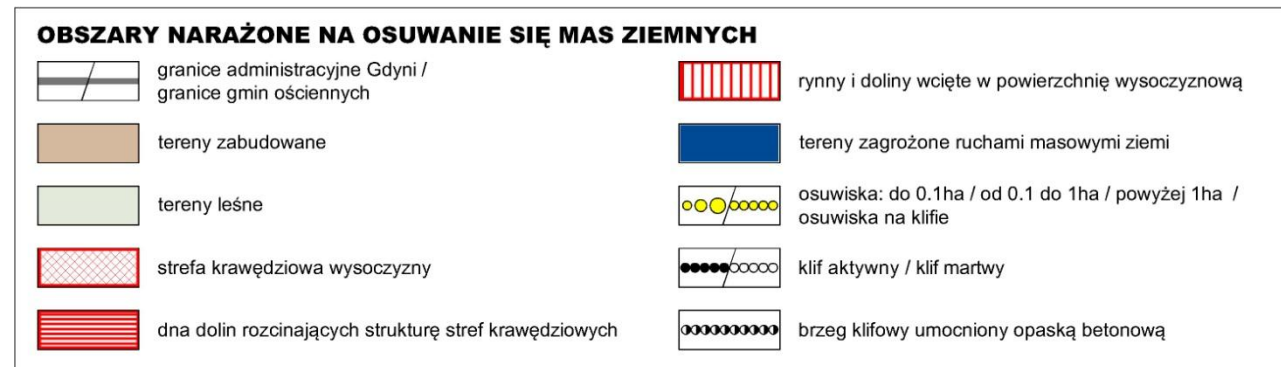 OBSZARY NARAŻONE NA OSUWANIE SIĘ MAS ZIEMNYCH
granice administracyjne Gdyni /
granice gmin ościennych
tereny zabudowane
tereny leśne
strefa krawędziowa wysoczyzny
dna dolin rozcinających strukturę stref krawędziowych
rynny i doliny wcięte w powierzchnię wysoczyznową
tereny zagrożone ruchami masowymi ziemi
osuwiska: do 0.1ha / od 0.1 do 1ha / powyżej 1ha /
osuwiska na klifie
klif aktywny / klif martwy
brzeg klifowy umocniony opaską betonową